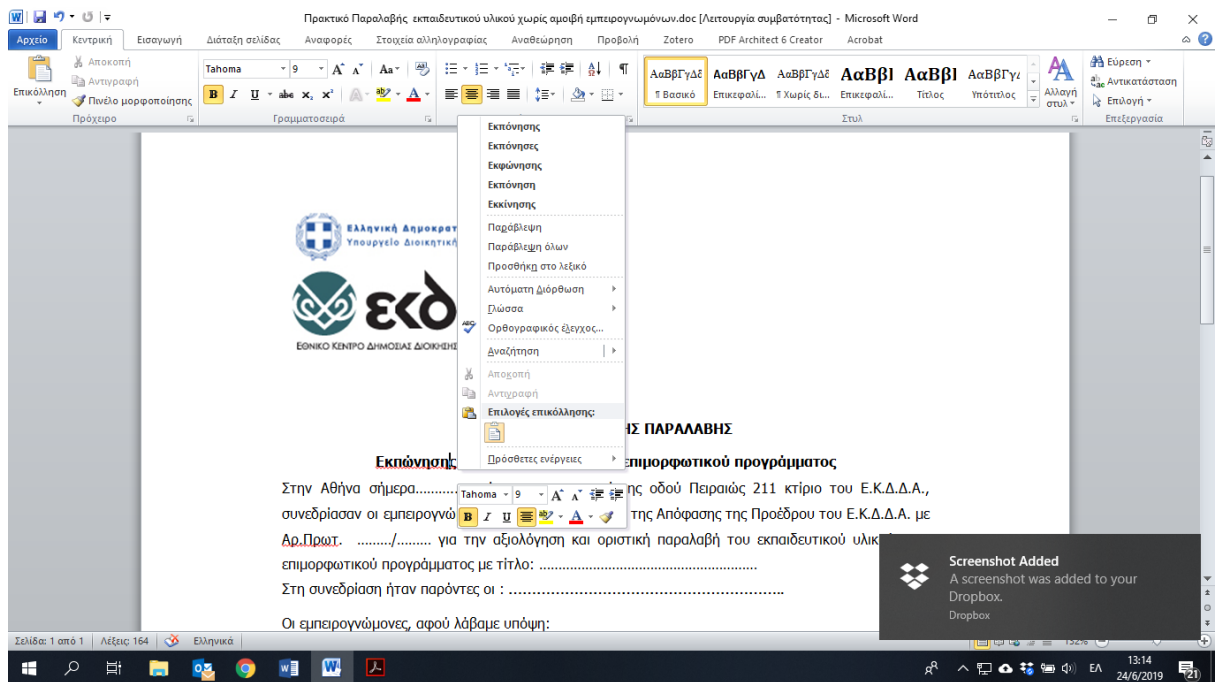 Πρακτικό Παραλαβής εκπαιδευτικού υλικού χωρίς αμοιβή εμπειρογνωμόνων.doc [Λειτουργία συμβατότητας] - Microsoft Word
Αρχείο Κεντρική Εισαγωγή Διάταξη σελίδας Αναφορές Στοιχεία αλληλογραφίας Αναθεώρηση Προβολή Zotero PDF Architect 6 Creator Acrobat
Επικόλληση
Αποκοπή
Αντιγραφή
Πινέλο μορφοποίησης
Πρόχειρο
Tahoma 9
Γραμματοσειρά
ΑαΒβΓγΔδ ΑαΒβΓγΔ ΑαΒβΓγΔδ ΑαΒβΙ ΑαΒβΙ ΑαΒβΓγΔ
¶ Βασικό Επικεφαλί... ¶ Χωρίς δι... Επικεφαλί... Τίτλος Υπότιτλος
Αλλαγή στυλ
Στυλ
Εύρεση
Αντικατάσταση
Επιλογή
Επεξεργασία
Εκπόνησης
Εκπόνησες
Εκφώνησης
Εκπόνηση
Εκκίνησης
Παράβλεψη
Παράβλεψη όλων
Προσθήκη στο λεξικό
Αυτόματη Διόρθωση
Γλώσσα
Ορθογραφικός έλεγχος...
Αναζήτηση
Αποκοπή
Αντιγραφή
Επιλογές επικόλλησης:
Πρόσθετες ενέργειες
Tahoma 9
Ελληνική Δημοκρατ
Υπουργείο Διοικητική
εκδ
ΕΘΝΙΚΟ ΚΕΝΤΡΟ ΔΗΜΟΣΙΑΣ ΔΙΟΙΚΗΣΗΣ
ΗΣ ΠΑΡΑΛΑΒΗΣ
Εκπώνησης επιμορφωτικού προγράμματος
Στην Αθήνα σήμερα.......... ης οδού Πειραιώς 211 κτίριο του Ε.Κ.Δ.Δ.Α.,
συνεδρίασαν οι εμπειρογνώ της Απόφασης της Προέδρου του Ε.Κ.Δ.Δ.Α. με
Αρ.Πρωτ. ........./......... για την αξιολόγηση και οριστική παραλαβή του εκπαιδευτικού υλικ
επιμορφωτικού προγράμματος με τίτλο: ........................................................
Στη συνεδρίαση ήταν παρόντες οι : ...........................................................
Οι εμπειρογνώμονες, αφού λάβαμε υπόψη:
Screenshot Added
A screenshot was added to your
Dropbox.
Dropbox
Σελίδα: 1 από 1 Λέξεις: 164 Ελληνικά 132%
ΕΛ 13:14
24/6/2019 21